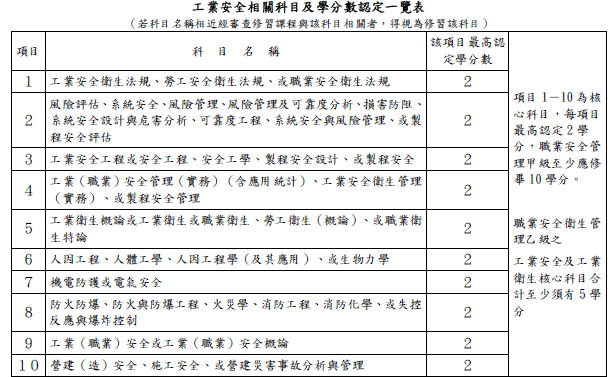 工業安全相關科目及學分數認定一覽表
(若科目名稱相近經審查修習課程與該科目相關者，得視為修習該科目)
項目 科 目 名 稱 該項目最高認
定學分數
1 工業安全衛生法規、勞工安全衛生法規、或職業安全衛生法規 2
2 風險評估、系統安全、風險管理、風險管理及可靠度分析、損害防阻、
系統安全設計與危害分析、可靠度工程、系統安全與風險管理、或製
程安全評估 2
3 工業安全工程或安全工程、安全工學、製程安全設計、或製程安全 2
4 工業(職業)安全管理(實務)(含應用統計)、工業安全衛生管理
(實務)、或製程安全管理 2
5 工業衛生概論或工業衛生或職業衛生、勞工衛生(概論)、或職業衛
生特論 2
6 人因工程、人體工學、人因工程學(及其應用)、或生物力學 2
7 機電防護或電氣安全 2
8 防火防爆、防火與防爆工程、火災學、消防工程、消防化學、或失控
反應與爆炸控制 2
9 工業(職業)安全或工業(職業)安全概論 2
10 營建(造)安全、施工安全、或營建災害事故分析與管理 2
項目 1－10 為核
心科目，每項目
最高認定 2 學
分，職業安全管
理甲級至少應修
畢 10 學分。
職業安全衛生管
理乙級之
工業安全及工業
衛生核心科目合
計至少須有 5 學
分